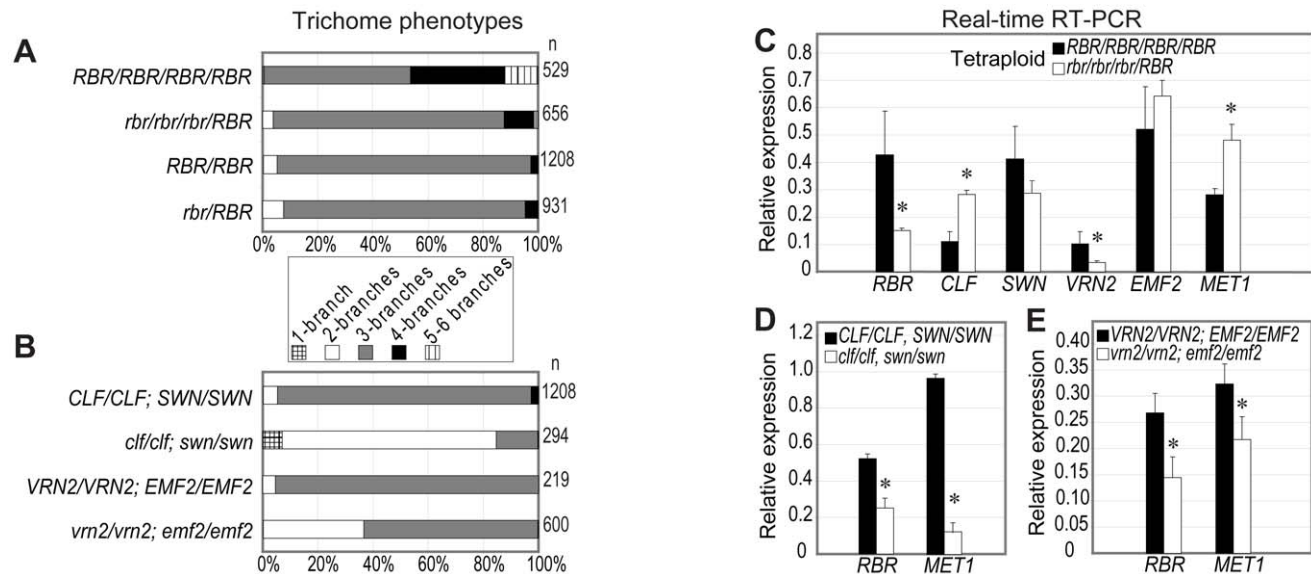 Trichome phenotypes
A
n
RBR/RBR/RBR/RBR 529
rbr/rbr/rbr/RBR 656
RBR/RBR 1208
rbr/RBR 931
0% 20% 40% 60% 80% 100%
1-branch
2-branches
3-branches
4-branches
5-6 branches
B
n
CLF/CLF; SWN/SWN 1208
clf/clf; swn/swn 294
VRN2/VRN2; EMF2/EMF2 219
vrn2/vrn2; emf2/emf2 600
0% 20% 40% 60% 80% 100%
Real-time RT-PCR
C
Tetraploid
RBR/RBR/RBR/RBR
rbr/rbr/rbr/RBR
Relative expression
0.8
0.7
0.6
0.5
0.4
0.3
0.2
0.1
0
* * * *
RBR CLF SWN VRN2 EMF2 MET1
D
CLF/CLF, SWN/SWN
clf/clf, swn/swn
Relative expression
1.2
1.0
0.8
0.6
0.4
0.2
0
* *
RBR MET1
E
VRN2/VRN2; EMF2/EMF2
vrn2/vrn2; emf2/emf2
Relative expression
0.40
0.35
0.30
0.25
0.20
0.15
0.10
0.05
0
* *
RBR MET1